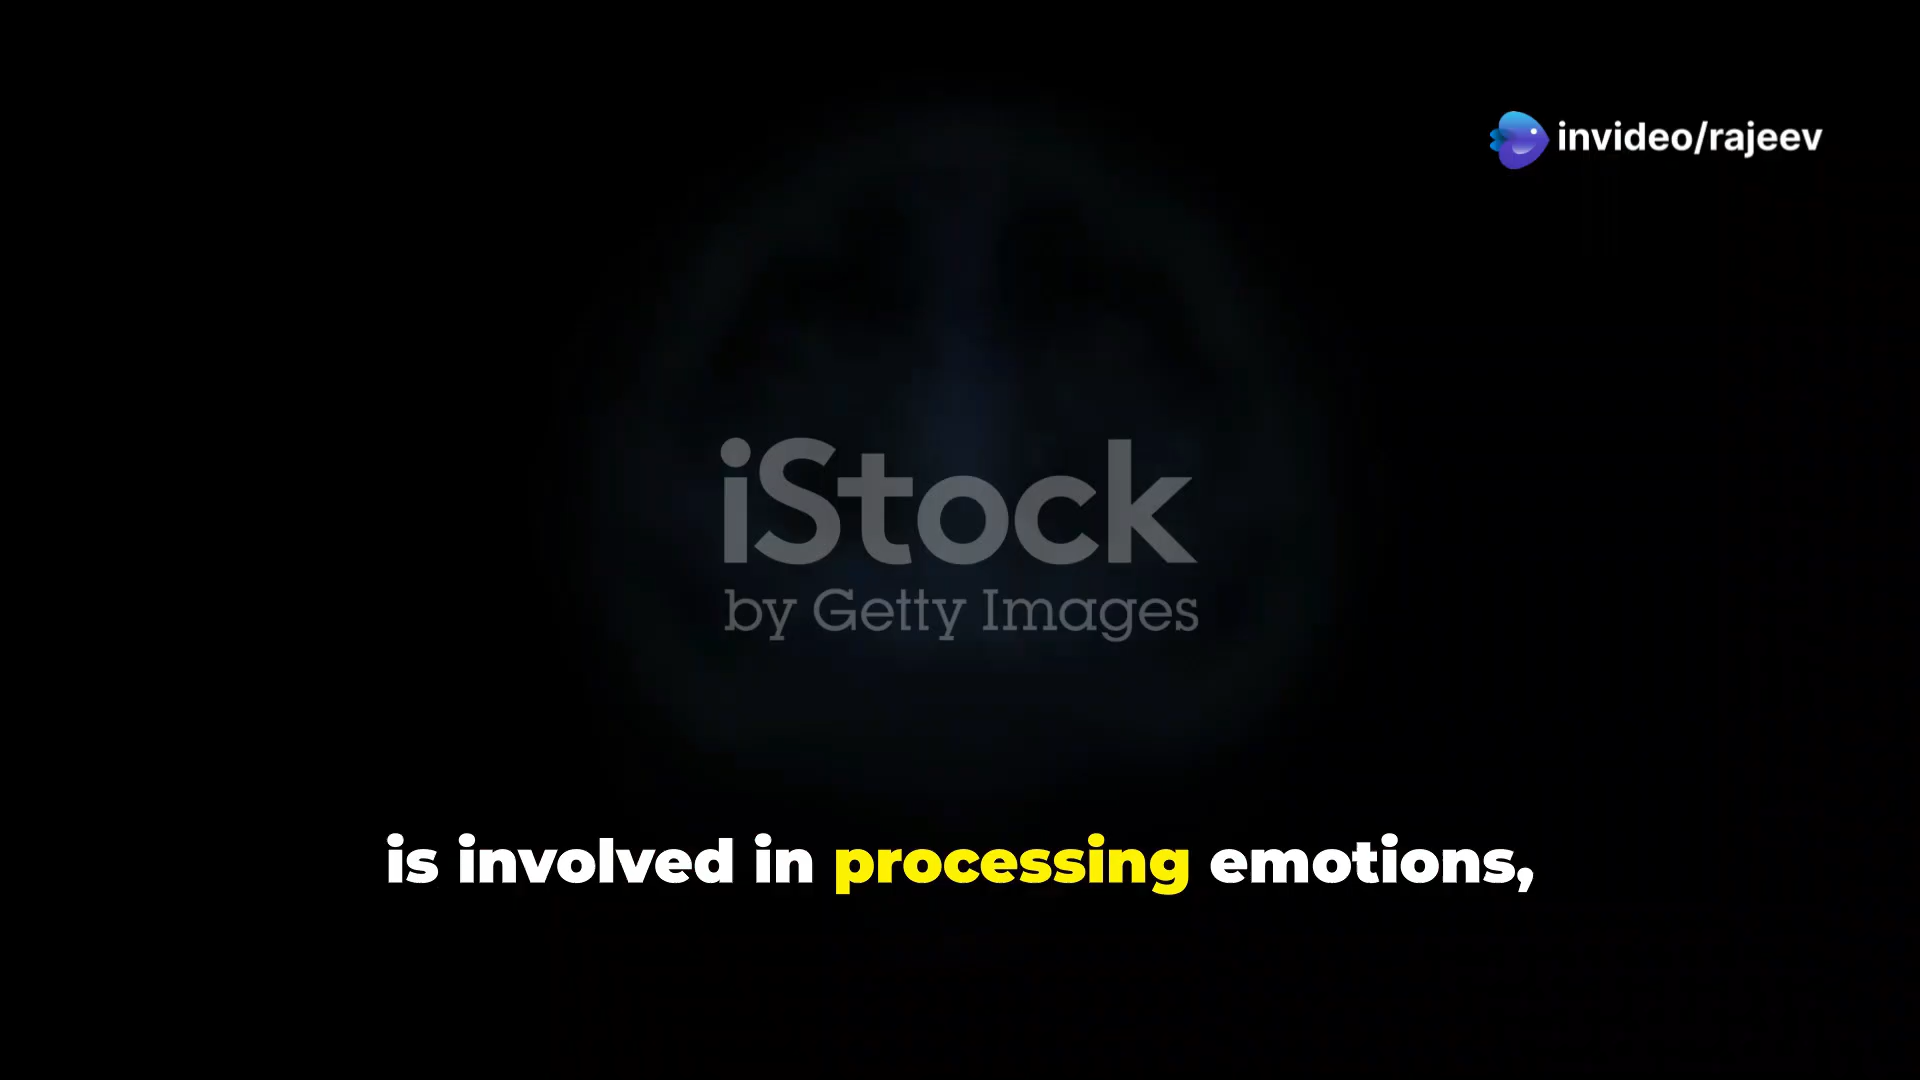 invideo/rajeev
iStock
by Getty Images
is involved in processing emotions,